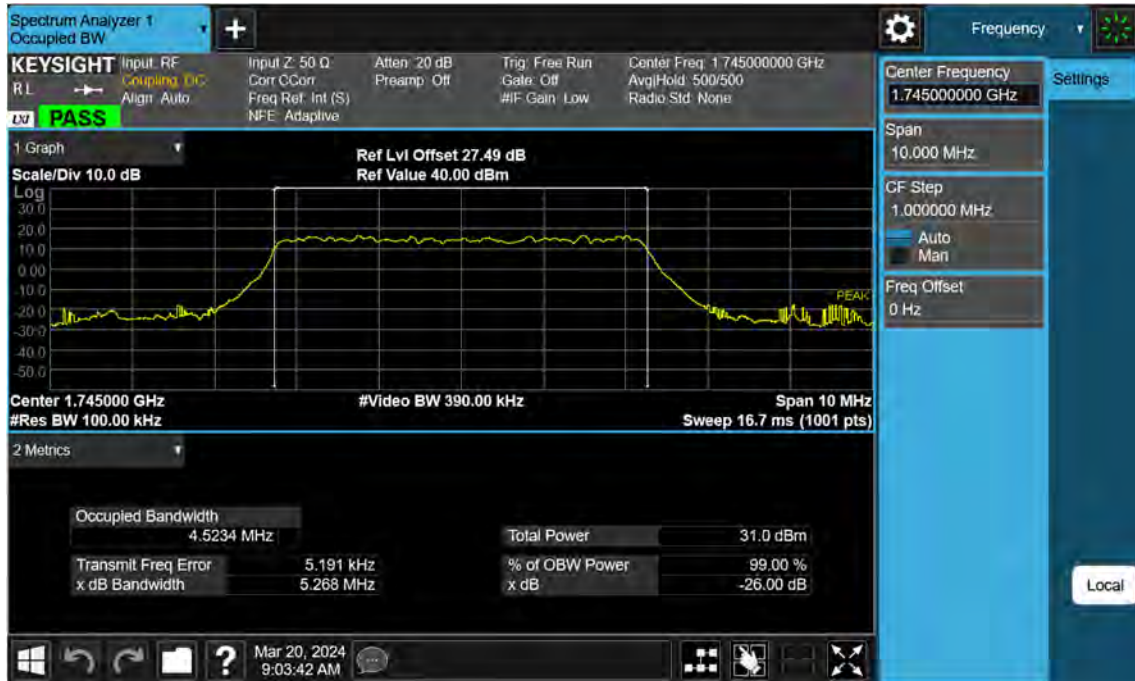 Spectrum Analyzer 1
Occupied BW
Frequency
KEYSIGHT
R L
LXI
PASS
Input: RF
Coupling: DC
Align: Auto
Input Z: 50 Ω
Corr CCorr
Freq Ref: Int (S)
NFE: Adaptive
Atten: 20 dB
Preamp: Off
Trig: Free Run
Gate: Off
#IF Gain: Low
Center Freq: 1.745000000 GHz
Avg|Hold: 500/500
Radio Std: None
Center Frequency
1.745000000 GHz
Settings
Span
10.000 MHz
CF Step
1.000000 MHz
Auto
Man
Freq Offset
0 Hz
1 Graph
Scale/Div 10.0 dB
Ref Lvl Offset 27.49 dB
Ref Value 40.00 dBm
Log
30.0
20.0
10.0
0.00
-10.0
-20.0
-30.0
-40.0
-50.0
PEAK
Center 1.745000 GHz
#Video BW 390.00 kHz
Span 10 MHz
#Res BW 100.00 kHz
Sweep 16.7 ms (1001 pts)
2 Metrics
Occupied Bandwidth
4.5234 MHz
Total Power 31.0 dBm
Transmit Freq Error 5.191 kHz
% of OBW Power 99.00 %
x dB Bandwidth 5.268 MHz
x dB -26.00 dB
Local
?
Mar 20, 2024
9:03:42 AM